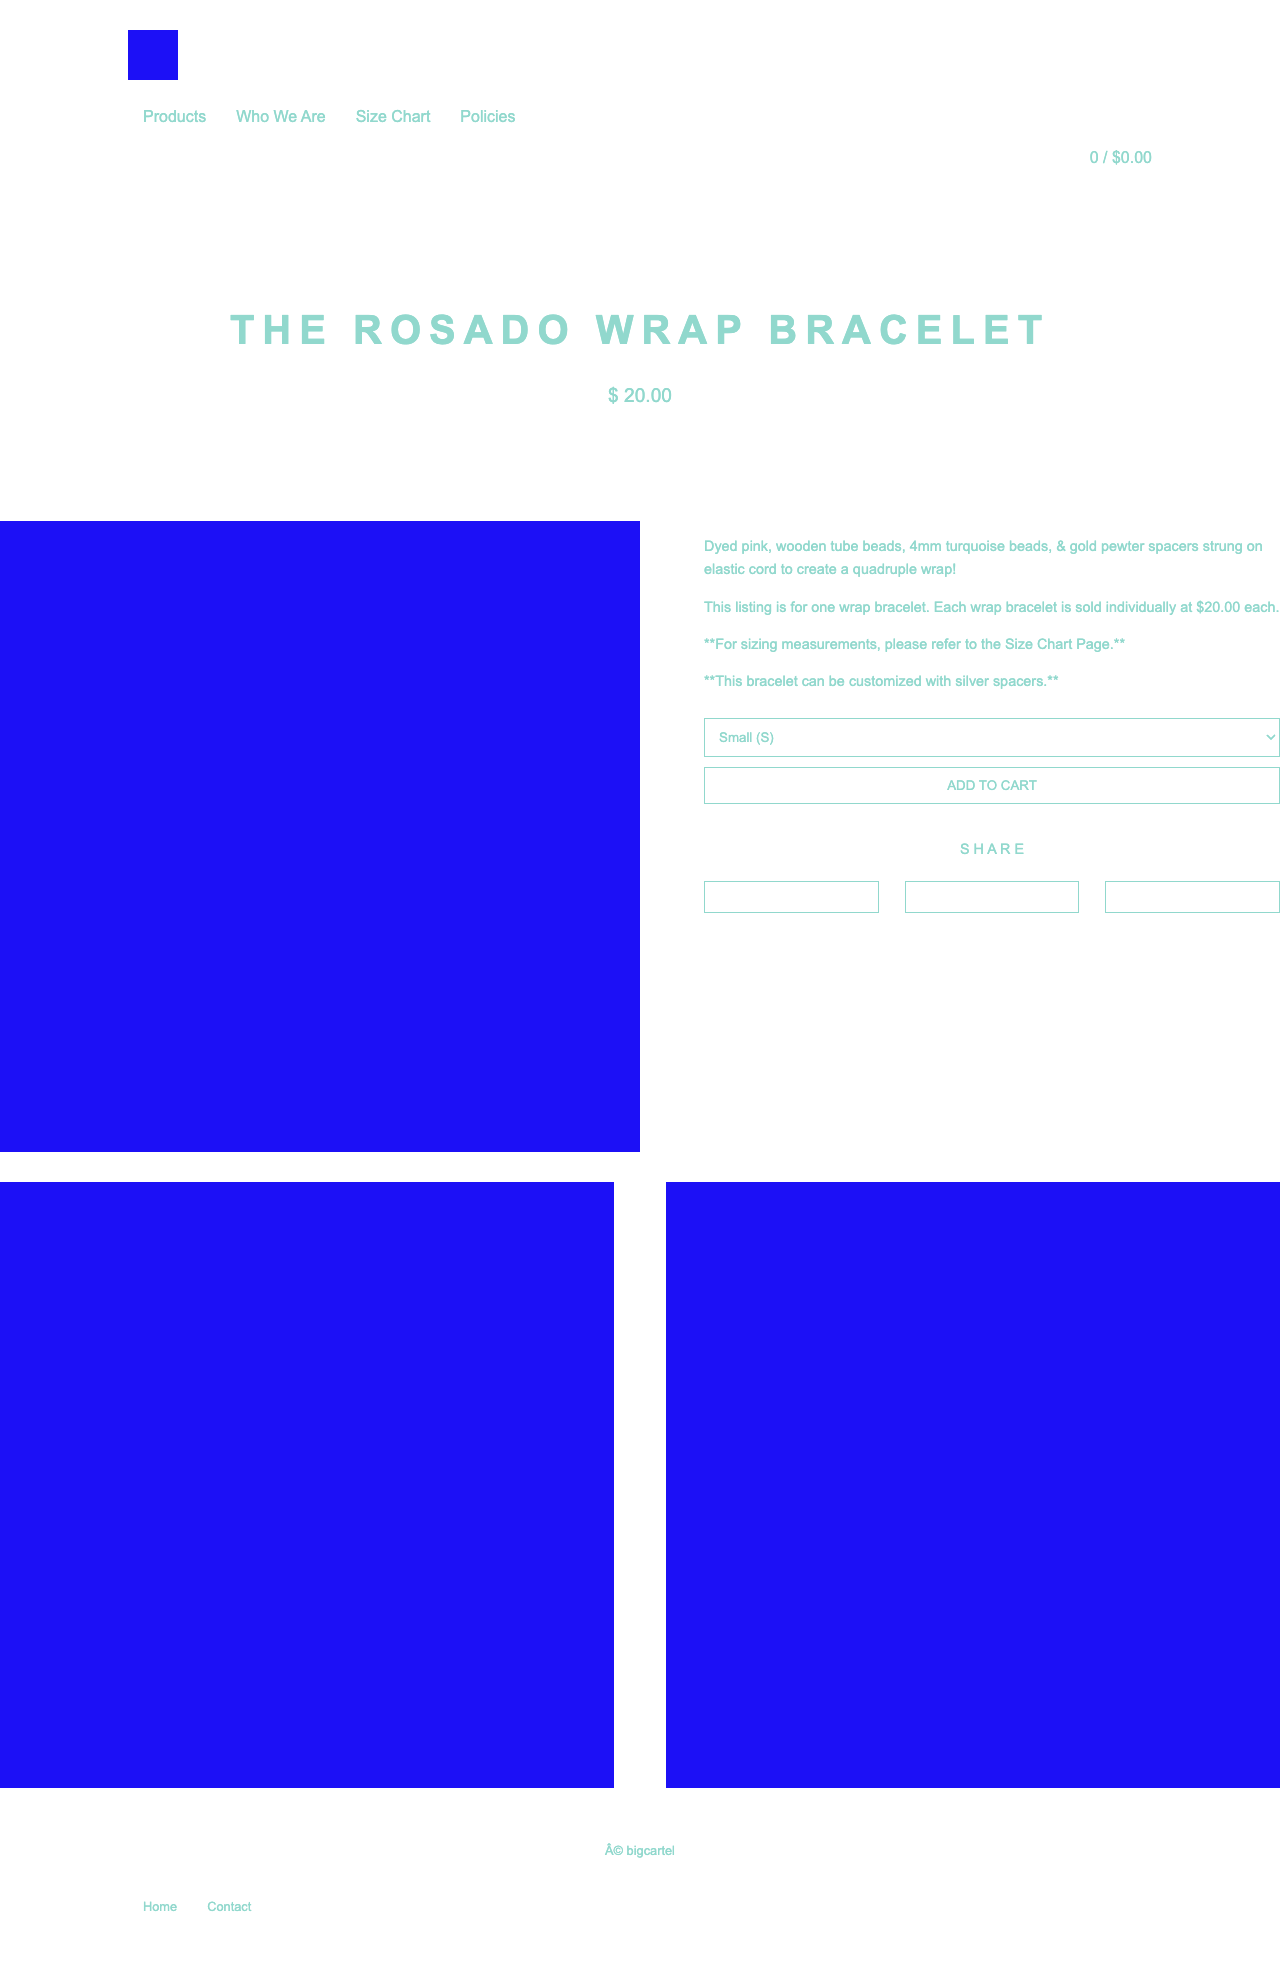 Products Who We Are Size Chart Policies
0 / $0.00
THE ROSADO WRAP BRACELET
$ 20.00
Dyed pink, wooden tube beads, 4mm turquoise beads, & gold pewter spacers strung on
elastic cord to create a quadruple wrap!
This listing is for one wrap bracelet. Each wrap bracelet is sold individually at $20.00 each.
**For sizing measurements, please refer to the Size Chart Page.**
**This bracelet can be customized with silver spacers.**
Small (S)
ADD TO CART
SHARE
Â© bigcartel
Home Contact